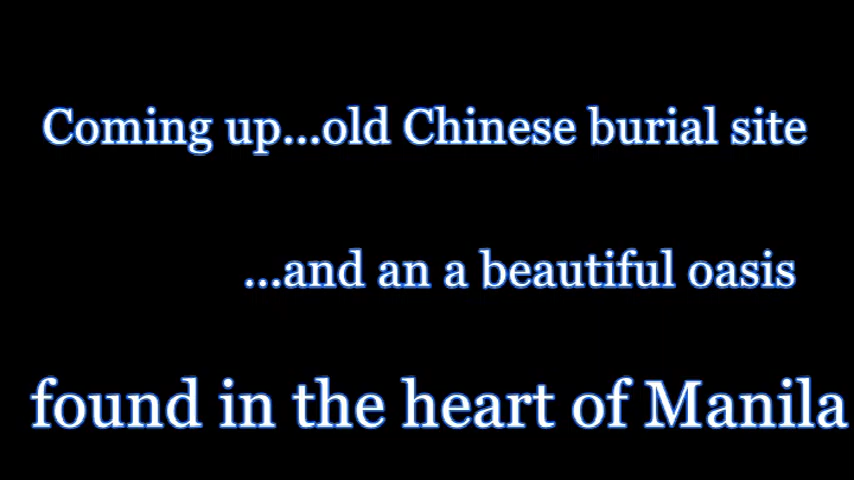 Coming up...old Chinese burial site
...and an a beautiful oasis
found in the heart of Manila